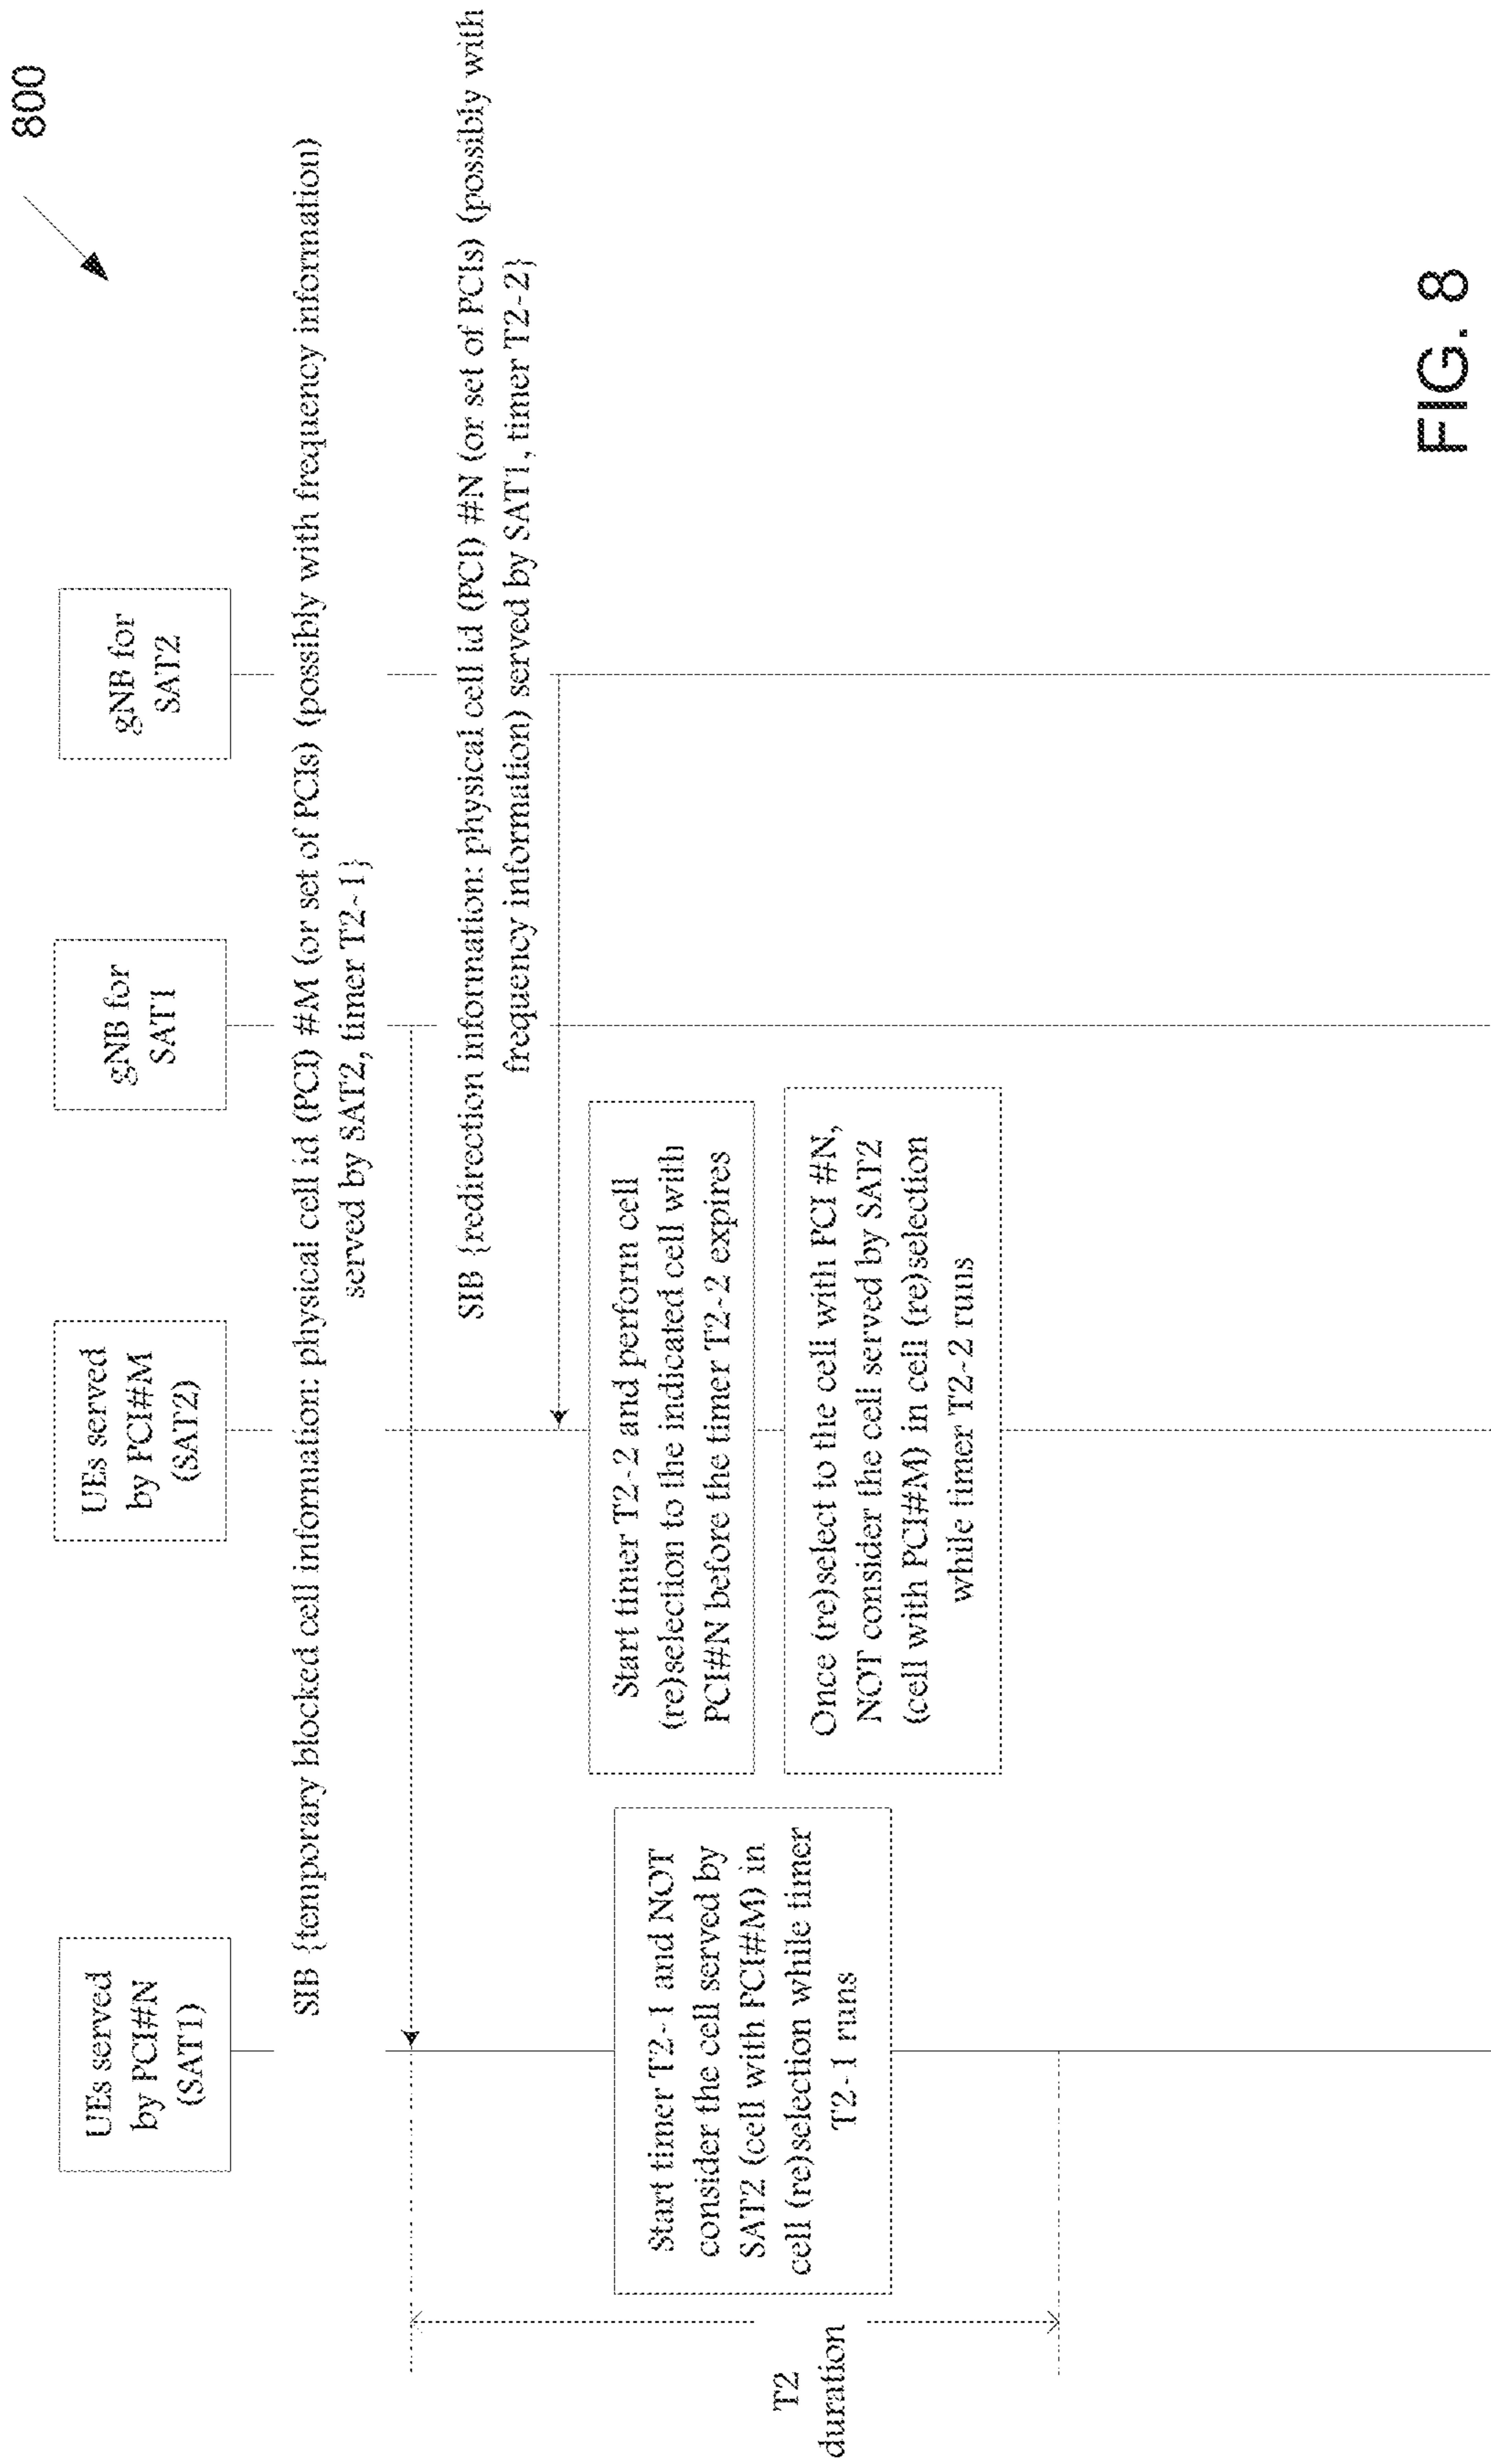 800
UEs served
by PCI#N
(SAT1)
UEs served
by PCI#M
(SAT2)
gNB for
SAT1
gNB for
SAT2
SIB {temporary blocked cell information: physical cell id (PCI) #M (or set of PCIs) (possibly with frequency information)
served by SAT2, timer T2-1}
SIB {redirection information: physical cell id (PCI) #N (or set of PCIs) (possibly with
frequency information) served by SAT1, timer T2-2}
T2
duration
Start timer T2-1 and NOT
consider the cell served by
SAT2 (cell with PCI#M) in
cell (re)selection while timer
T2-1 runs
Start timer T2-2 and perform cell
(re)selection to the indicated cell with
PCI#N before the timer T2-2 expires
Once (re)select to the cell with PCI #N,
NOT consider the cell served by SAT2
(cell with PCI#M) in cell (re)selection
while timer T2-2 runs
FIG. 8